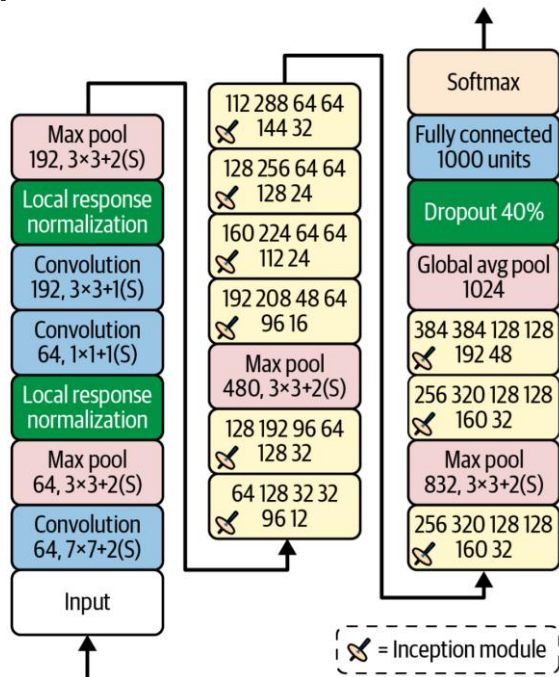 Max pool
192, 3×3+2(S)
Local response
normalization
Convolution
192, 3×3+1(S)
Convolution
64, 1×1+1(S)
Local response
normalization
Max pool
64, 3×3+2(S)
Convolution
64, 7×7+2(S)
Input
112 288 64 64
144 32
128 256 64 64
128 24
160 224 64 64
112 24
192 208 48 64
96 16
Max pool
480, 3×3+2(S)
128 192 96 64
128 32
64 128 32 32
96 12
Softmax
Fully connected
1000 units
Dropout 40%
Global avg pool
1024
384 384 128 128
192 48
256 320 128 128
160 32
Max pool
832, 3×3+2(S)
256 320 128 128
160 32
= Inception module